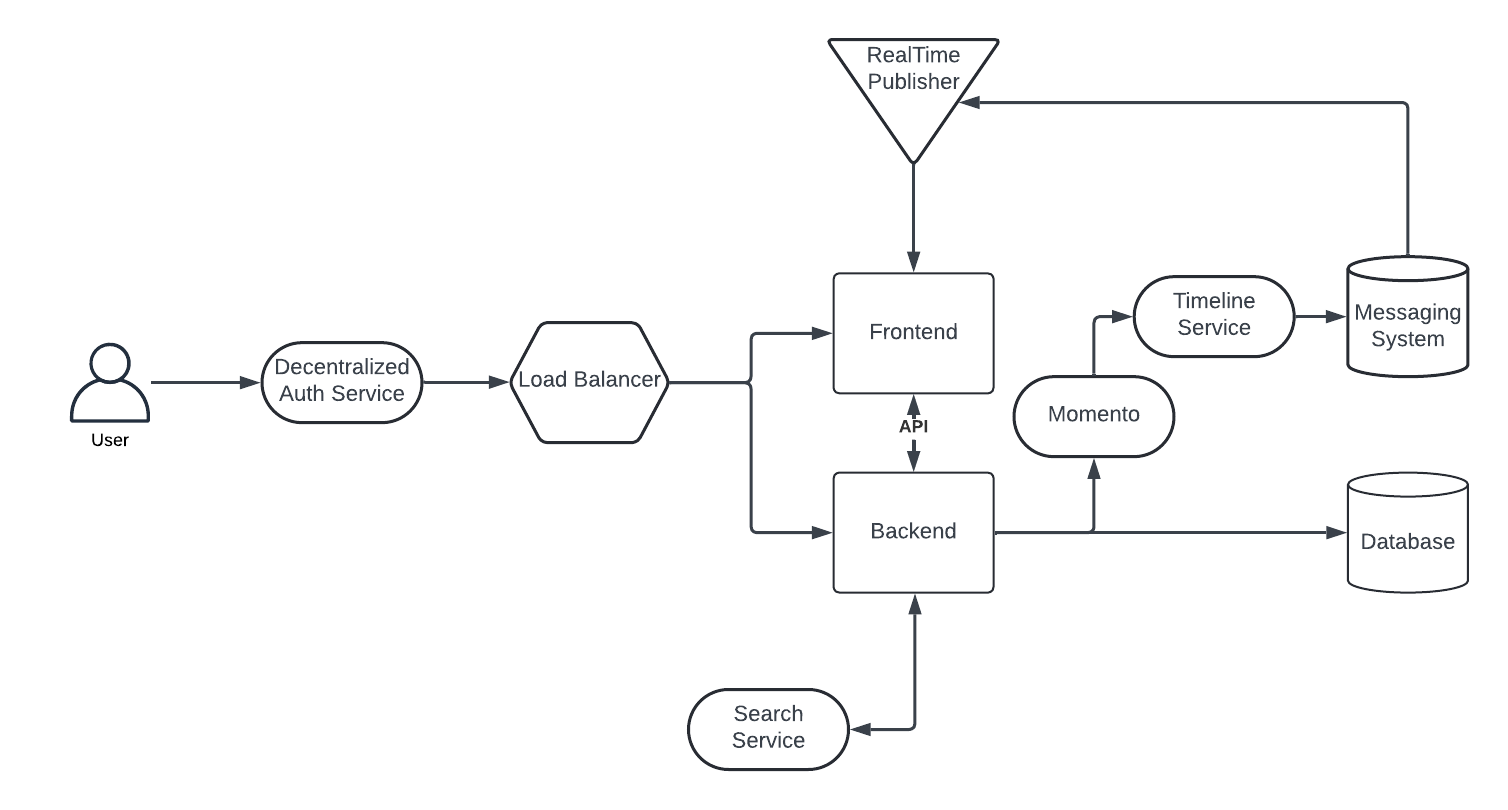 RealTime
Publisher
Timeline
Service
Messaging
System
Frontend
Decentralized
Auth Service
Load Balancer
User
API
Momento
Backend
Database
Search
Service